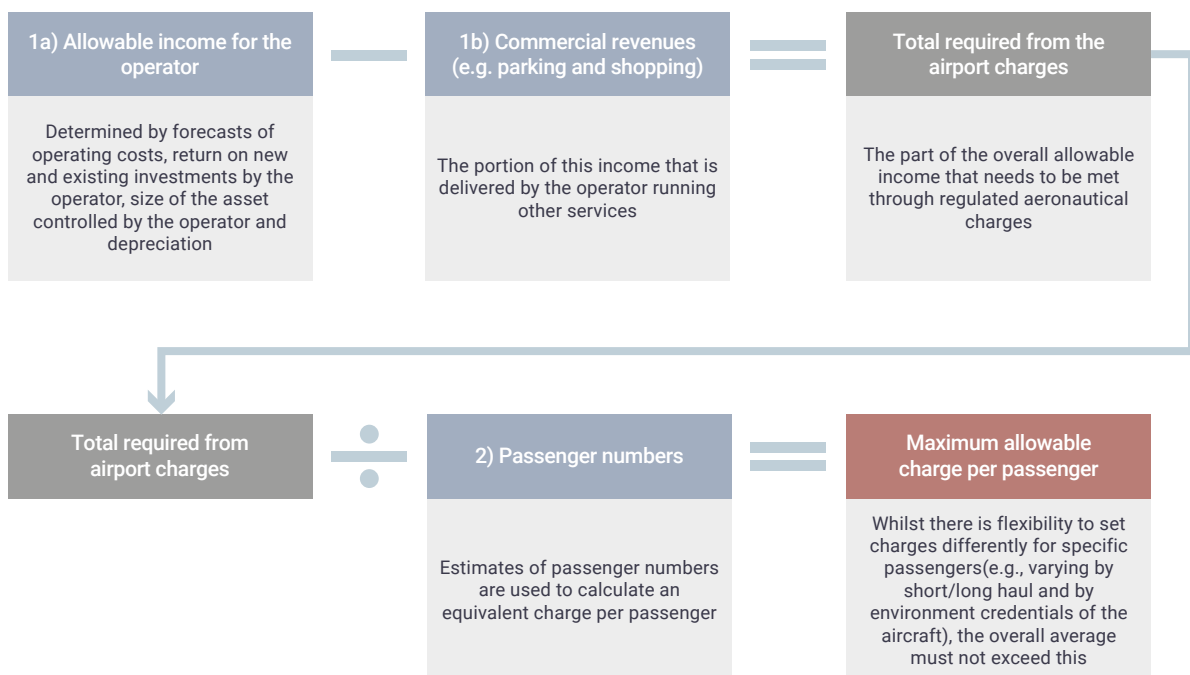 1a) Allowable income for the
operator
Determined by forecasts of
operating costs, return on new
and existing investments by the
operator, size of the asset
controlled by the operator and
depreciation
1b) Commercial revenues
(e.g. parking and shopping)
The portion of this income that is
delivered by the operator running
other services
Total required from the
airport charges
The part of the overall allowable
income that needs to be met
through regulated aeronautical
charges
Total required from
airport charges
2) Passenger numbers
Estimates of passenger numbers
are used to calculate an
equivalent charge per passenger
Maximum allowable
charge per passenger
Whilst there is flexibility to set
charges differently for specific
passengers(e.g., varying by
short/long haul and by
environment credentials of the
aircraft), the overall average
must not exceed this